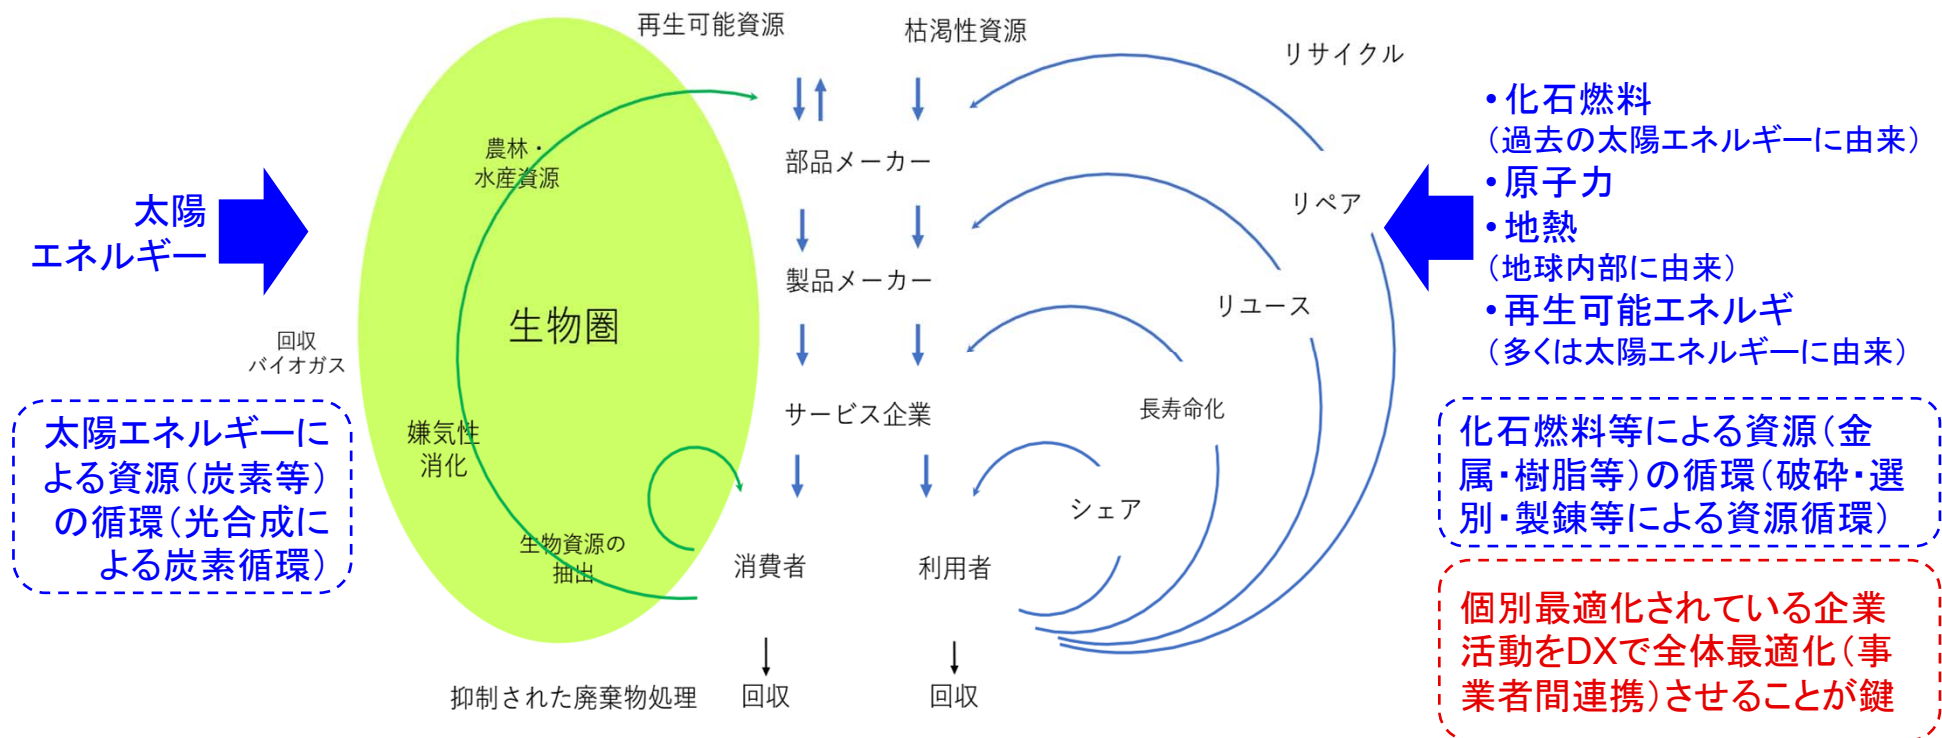 再生可能資源
枯渇性資源
リサイクル
農林・
水産資源
部品メーカー
リペア
太陽
エネルギー
・化石燃料
（過去の太陽エネルギーに由来）
・原子力
・地熱
（地球内部に由来）
・再生可能エネルギ
（多くは太陽エネルギーに由来）
製品メーカー
リユース
生物圏
回収
バイオガス
サービス企業
長寿命化
太陽エネルギーに
よる資源（炭素等）
の循環（光合成に
よる炭素循環）
嫌気性
消化
シェア
化石燃料等による資源（金
属・樹脂等）の循環（破砕・選
別・製錬等による資源循環）
生物資源の
抽出
消費者
利用者
個別最適化されている企業
活動をDXで全体最適化（事
業者間連携）させることが鍵
抑制された廃棄物処理
回収
回収